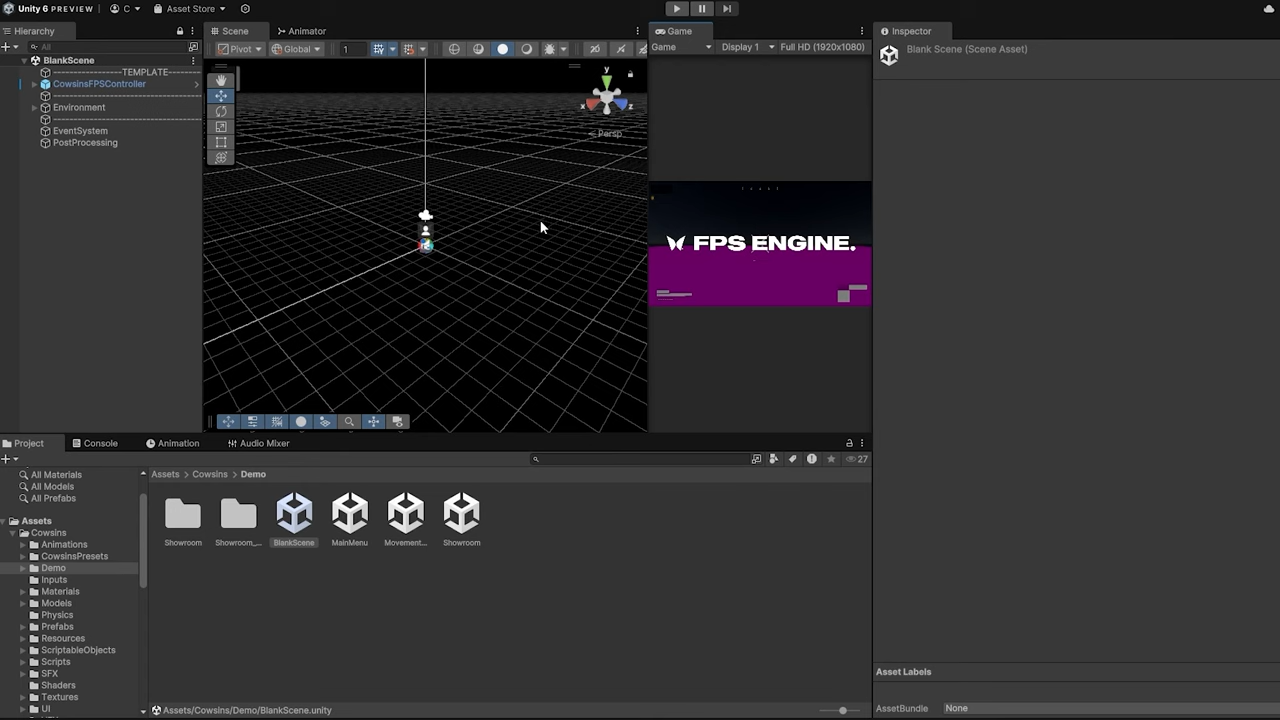 Unity 6 PREVIEW
C
Asset Store
Hierarchy
All
BlankScene
TEMPLATE
CowsinsFPSController
Environment
EventSystem
PostProcessing
Scene
Animator
Pivot
Global
1
y
x
z
Persp
Game
Game
Display 1
Full HD (1920x1080)
FPS ENGINE.
Inspector
Blank Scene (Scene Asset)
Project
Console
Animation
Audio Mixer
27
All Materials
All Models
All Prefabs
Assets
Cowsins
Animations
CowsinsPresets
Demo
Inputs
Materials
Models
Physics
Prefabs
Resources
ScriptableObjects
Scripts
SFX
Shaders
Textures
UI
Assets > Cowsins > Demo
Showroom
Showroom_...
BlankScene
MainMenu
Movement...
Showroom
Assets/Cowsins/Demo/BlankScene.unity
Asset Labels
AssetBundle
None